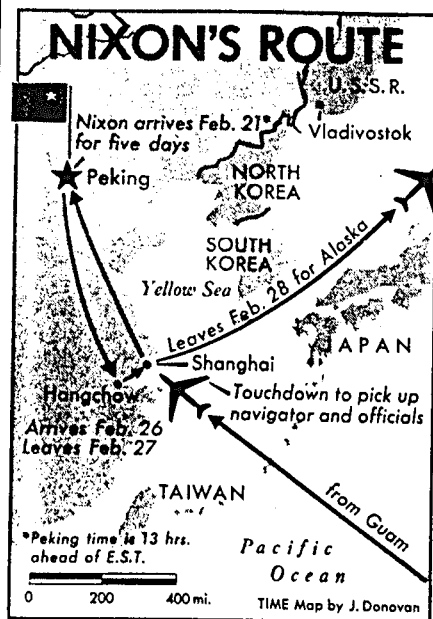 NIXON'S ROUTE
U.S.S.R.
Nixon arrives Feb. 21*
for five days
Vladivostok
Peking
NORTH
KOREA
SOUTH
KOREA
Leaves Feb. 28 for Alaska
Yellow Sea
JAPAN
Shanghai
Hangchow
Touchdown to pick up
navigator and officials
Arrives Feb. 26
Leaves Feb. 27
TAIWAN
from Guam
*Peking time is 13 hrs.
ahead of E.S.T.
Pacific
Ocean
0 200 400 mi.
TIME Map by J. Donovan